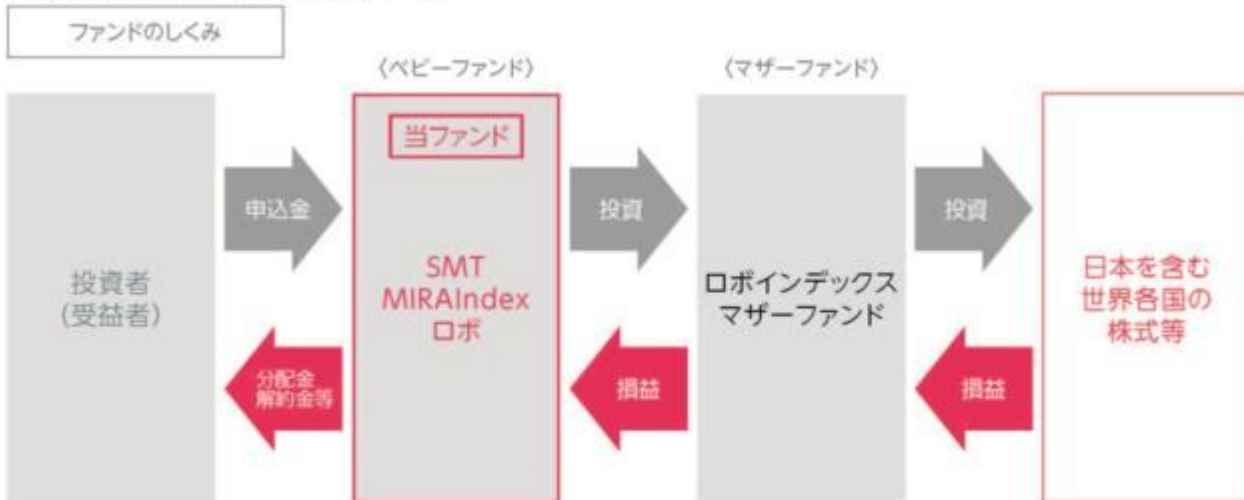 ファンドのしくみ
〈ベビーファンド〉
〈マザーファンド〉
投資者
(受益者)
申込金
分配金
解約金等
当ファンド
SMT
MIRAIndex
ロボ
投資
損益
ロボインデックス
マザーファンド
投資
損益
日本を含む
世界各国の
株式等